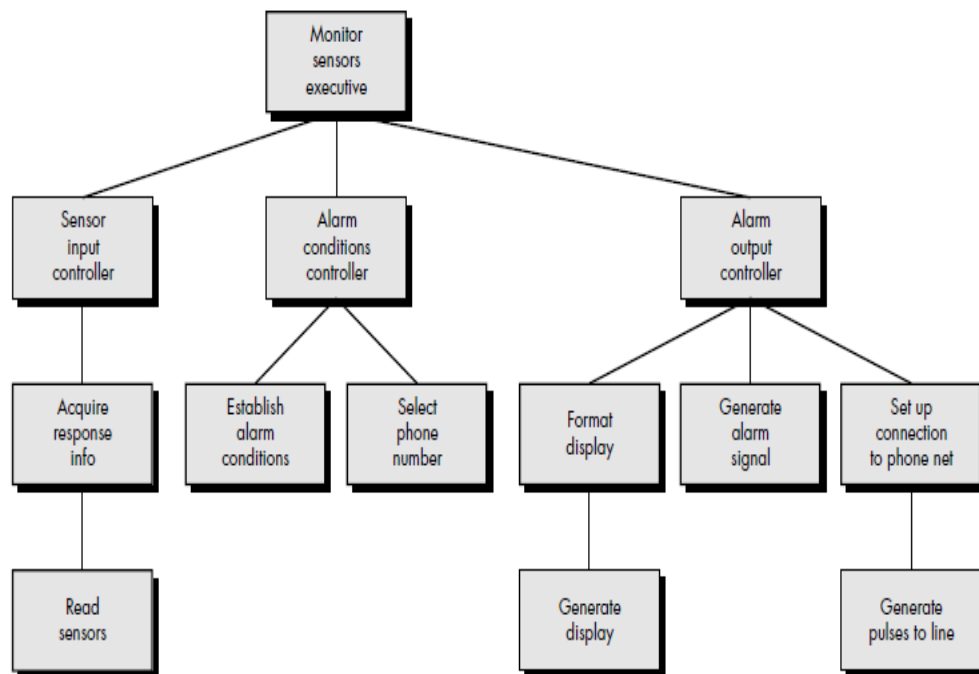 Monitor
sensors
executive
Sensor
input
controller
Alarm
conditions
controller
Alarm
output
controller
Acquire
response
info
Establish
alarm
conditions
Select
phone
number
Format
display
Generate
alarm
signal
Set up
connection
to phone net
Read
sensors
Generate
display
Generate
pulses to line